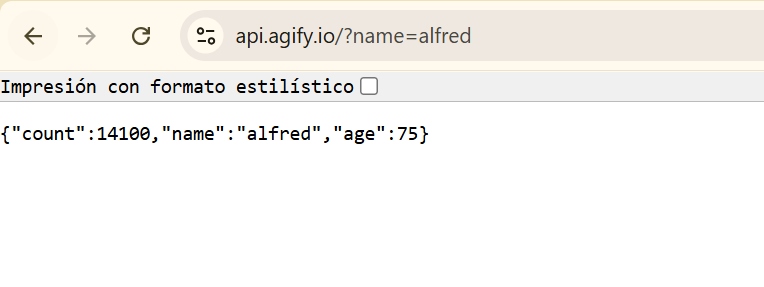 api.agify.io/?name=alfred
Impresión con formato estilístico
{"count":14100,"name":"alfred","age":75}